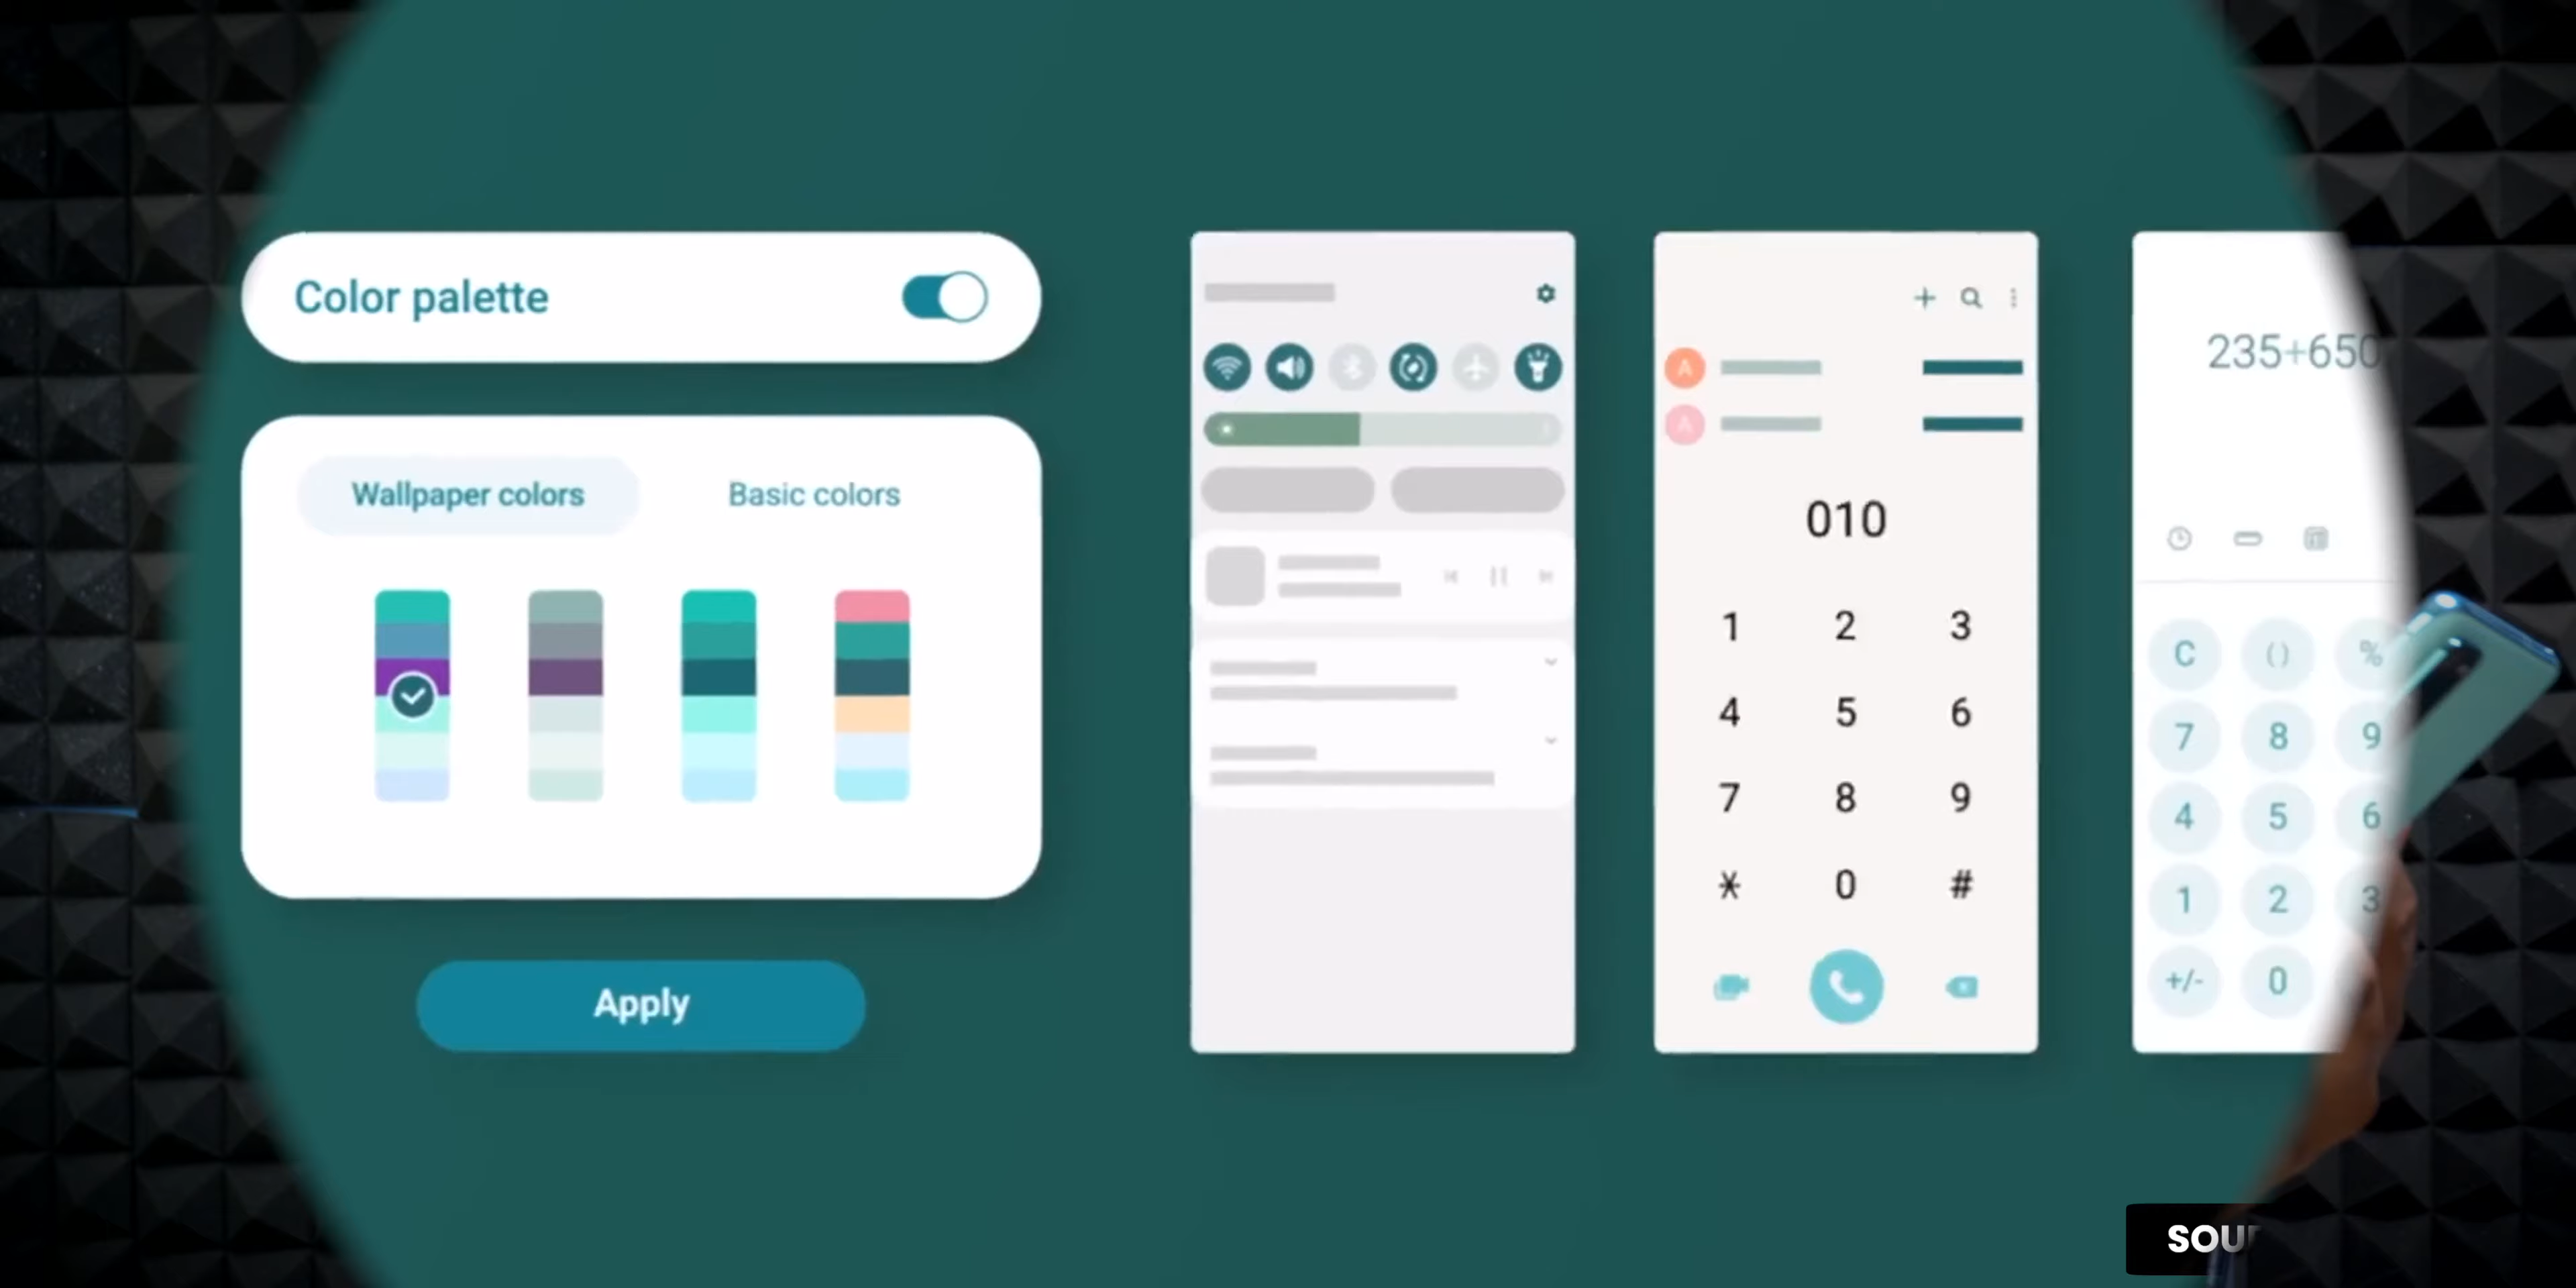 Color palette
Wallpaper colors
Basic colors
Apply
A
A
010
1 2 3
4 5 6
7 8 9
* 0 #
235+650
C ( ) %
7 8 9
4 5 6
1 2 3
+/- 0